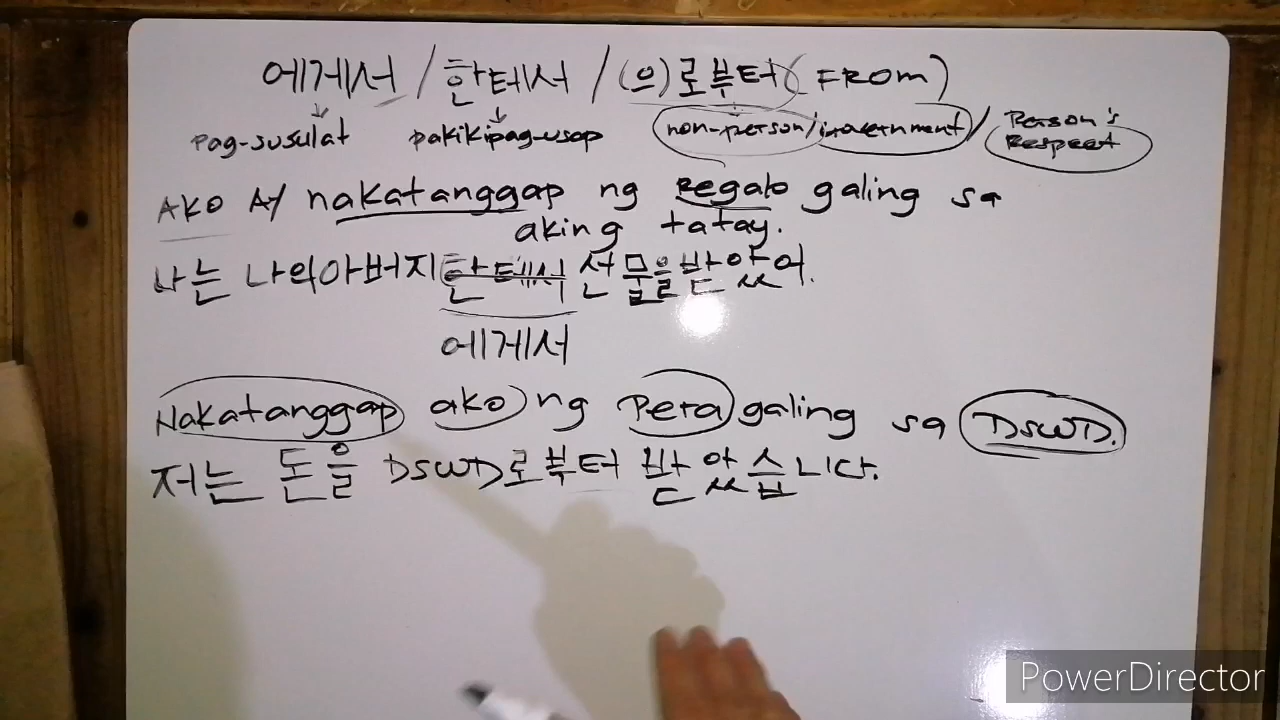 에게서 / 한테서 / (으)로부터 (FROM)
pag-susulat pakikipag-usap non-person/government / Person's Respect
AKO AY nakatanggap ng Regalo galing sa
aking tatay.
나는 나의아버지한테서 선물을받았어.
에게서
Nakatanggap ako ng Pera galing sa DSWD.
저는 돈을 DSWD로부터 받았습니다.
PowerDirector